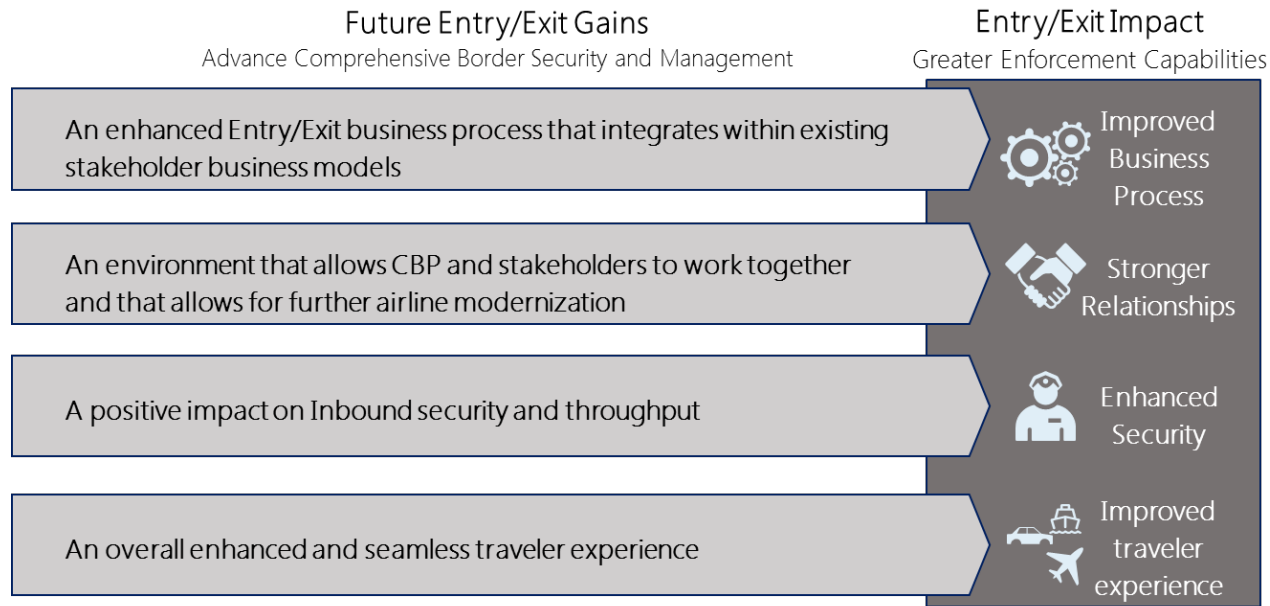 Future Entry/Exit Gains
Advance Comprehensive Border Security and Management
Entry/Exit Impact
Greater Enforcement Capabilities
An enhanced Entry/Exit business process that integrates within existing
stakeholder business models
Improved
Business
Process
An environment that allows CBP and stakeholders to work together
and that allows for further airline modernization
Stronger
Relationships
A positive impact on Inbound security and throughput
Enhanced
Security
An overall enhanced and seamless traveler experience
Improved
traveler
experience